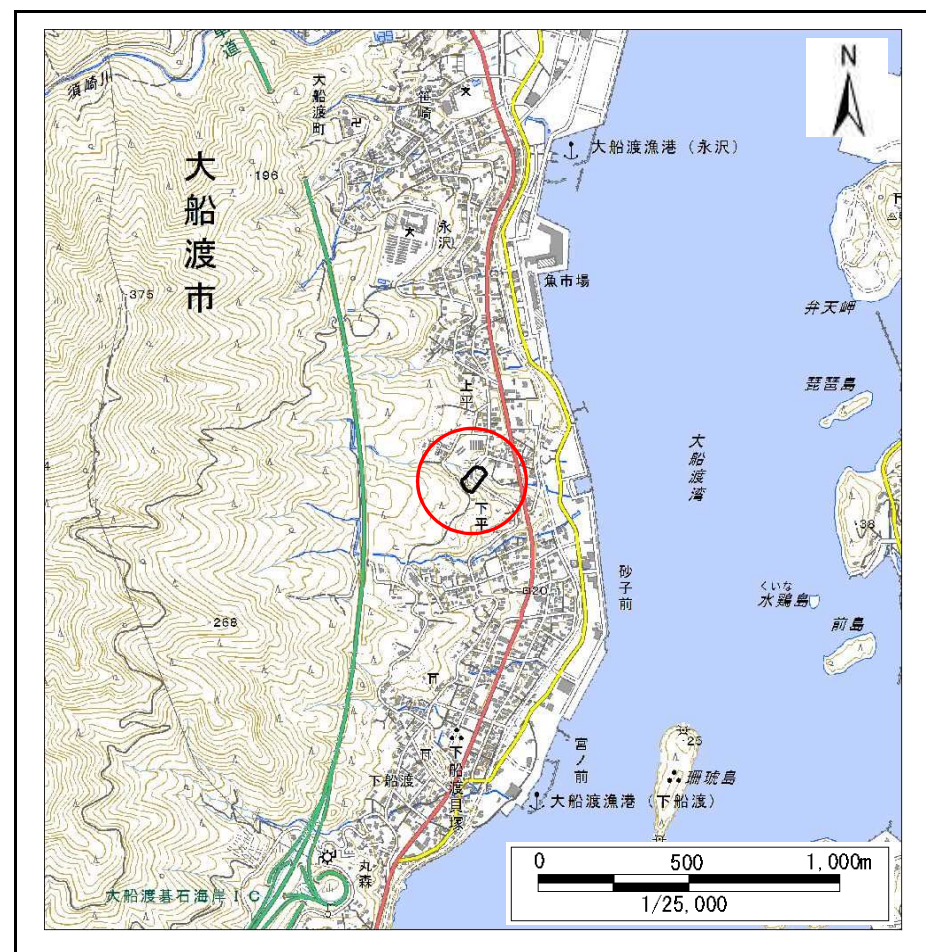 N
須崎川
50
大船渡町
笹崎
大船渡漁港（永沢）
大船渡市
196
永沢
魚市場
375
弁天岬
琵琶島
上平
大船渡湾
下平
38
砂子前
くいな
水鶏島
20
前島
268
25
宮ノ前
珊琥島
下船渡貝塚
下船渡
大船渡漁港（下船渡）
丸森
大船渡碁石海岸IC
0 500 1,000m
1/25,000